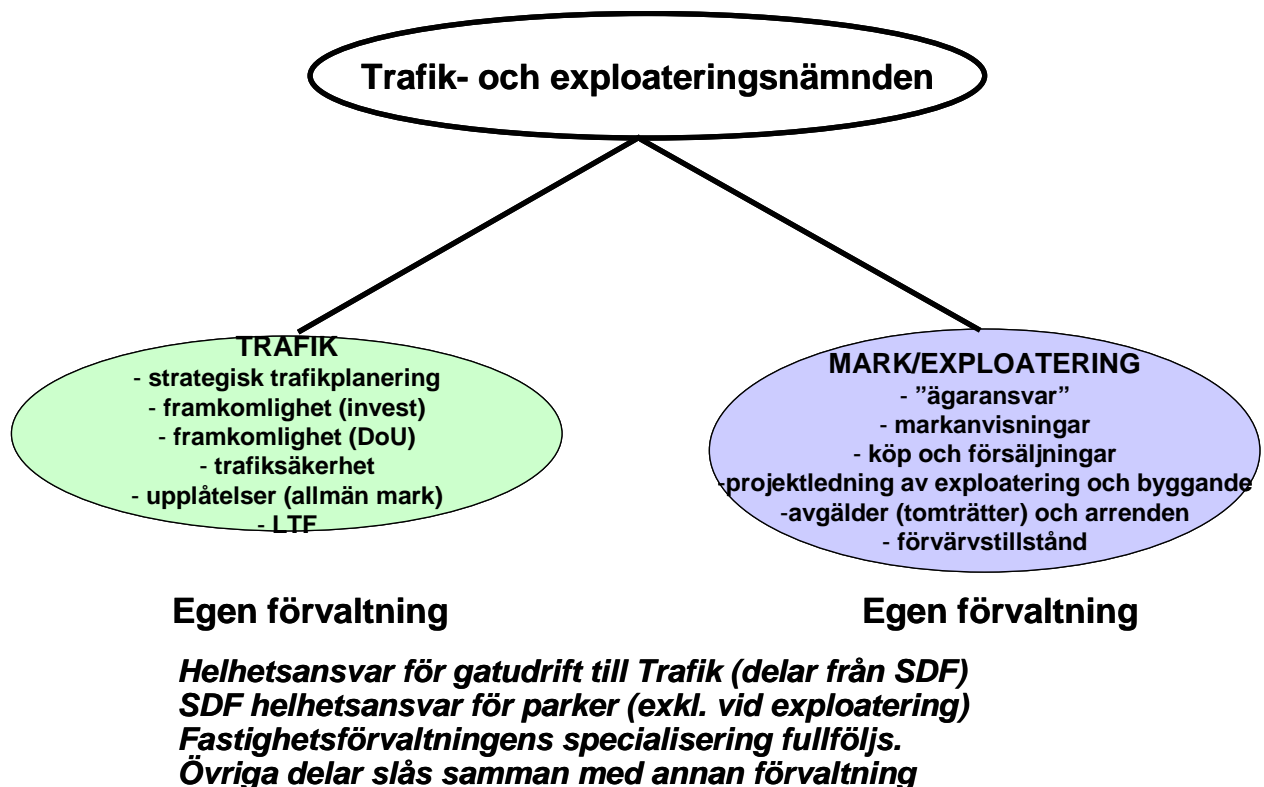 Trafik- och exploateringsnämnden
TRAFIK
- strategisk trafikplanering
- framkomlighet (invest)
- framkomlighet (DoU)
- trafiksäkerhet
- upplåtelser (allmän mark)
- LTF
MARK/EXPLOATERING
- ”ägaransvar”
- markanvisningar
- köp och försäljningar
-projektledning av exploatering och byggande
-avgälder (tomträtter) och arrenden
- förvärvstillstånd
Egen förvaltning
Egen förvaltning
Helhetsansvar för gatudrift till Trafik (delar från SDF)
SDF helhetsansvar för parker (exkl. vid exploatering)
Fastighetsförvaltningens specialisering fullföljs.
Övriga delar slås samman med annan förvaltning